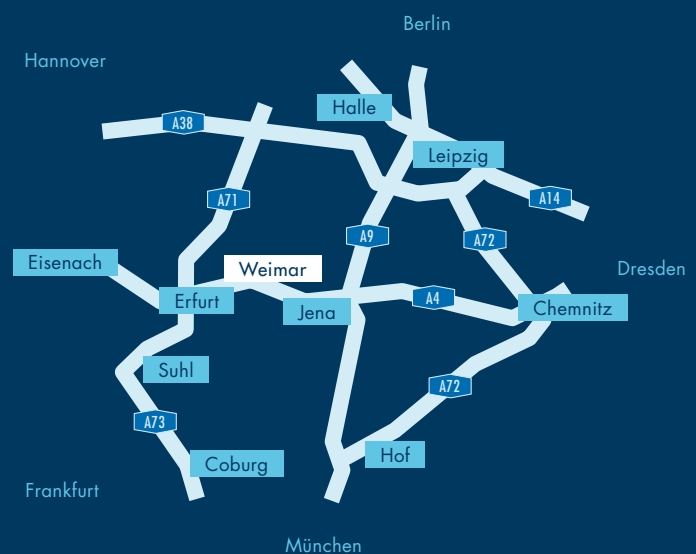 Berlin
Hannover
Halle
A38
Leipzig
A71
A14
A9
A72
Eisenach
Weimar
Dresden
Erfurt
A4
Jena
Chemnitz
Suhl
A72
A73
Hof
Coburg
Frankfurt
München